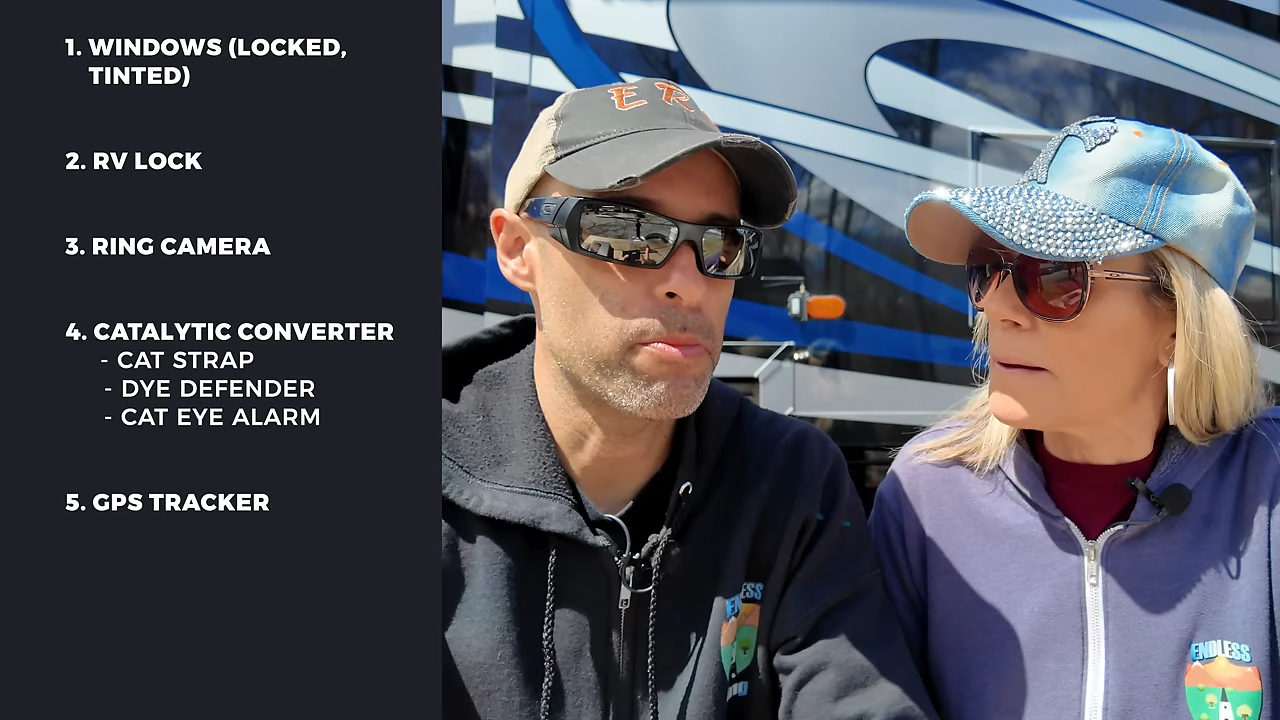 1. WINDOWS (LOCKED,
TINTED)
2. RV LOCK
3. RING CAMERA
4. CATALYTIC CONVERTER
- CAT STRAP
- DYE DEFENDER
- CAT EYE ALARM
5. GPS TRACKER
ER
ENDLESS